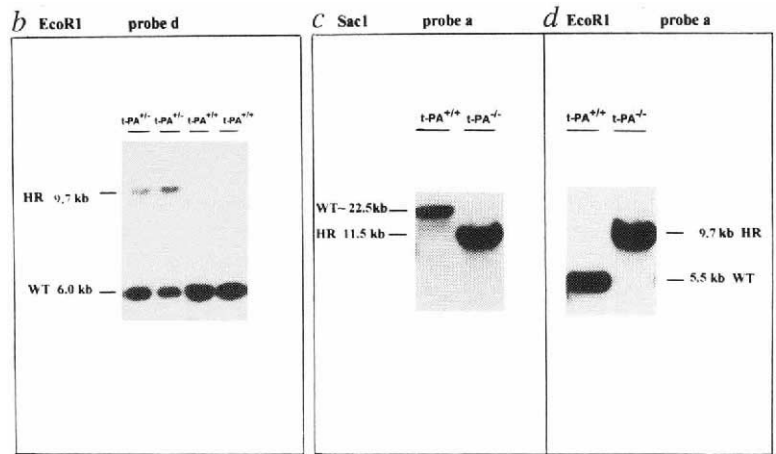 b EcoR1 probe d
t-PA+/- t-PA+/- t-PA+/+ t-PA+/+
HR 9.7 kb
WT 6.0 kb
c Sac1 probe a
t-PA+/+ t-PA-/-
WT~ 22.5kb
HR 11.5 kb
d EcoR1 probe a
t-PA+/+ t-PA-/-
9.7 kb HR
5.5 kb WT